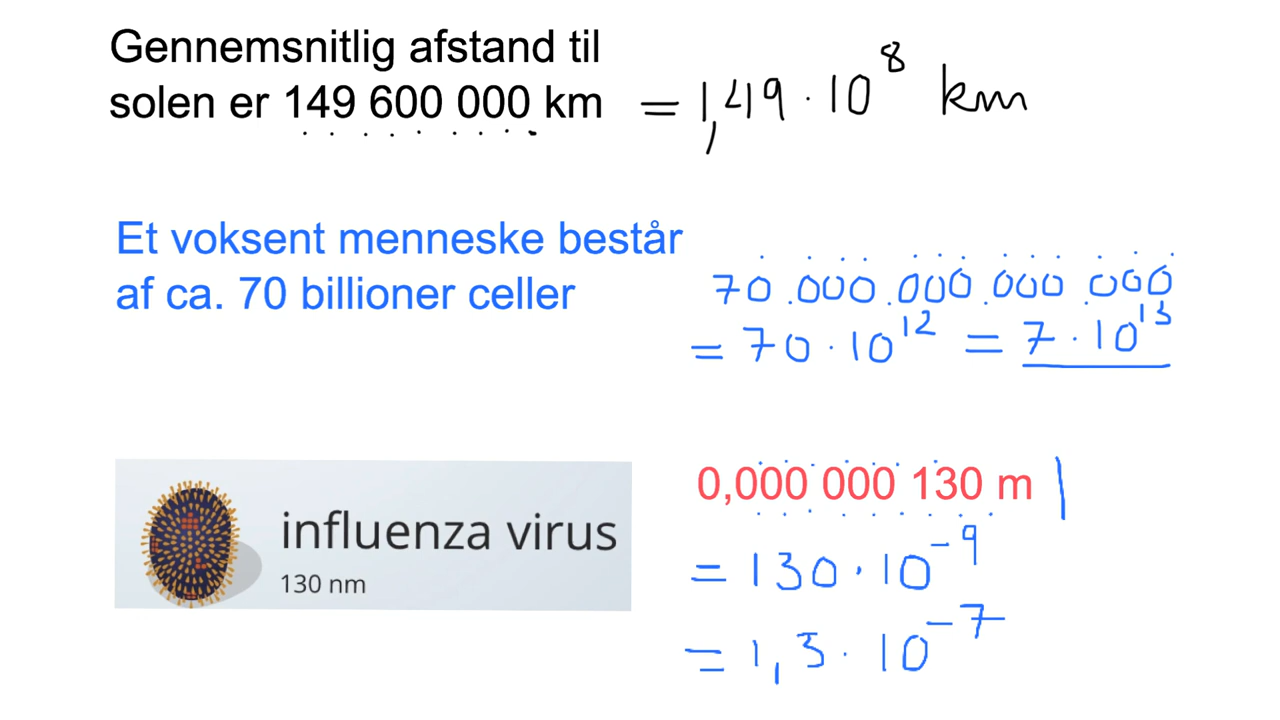 Gennemsnitlig afstand til
solen er 149 600 000 km = 1,49 · 10⁸ km
Et voksent menneske består
af ca. 70 billioner celler
70.000.000.000.000
= 70 · 10¹² = 7 · 10¹³
influenza virus
130 nm
0,000 000 130 m
= 130 · 10⁻⁹
= 1,3 · 10⁻⁷